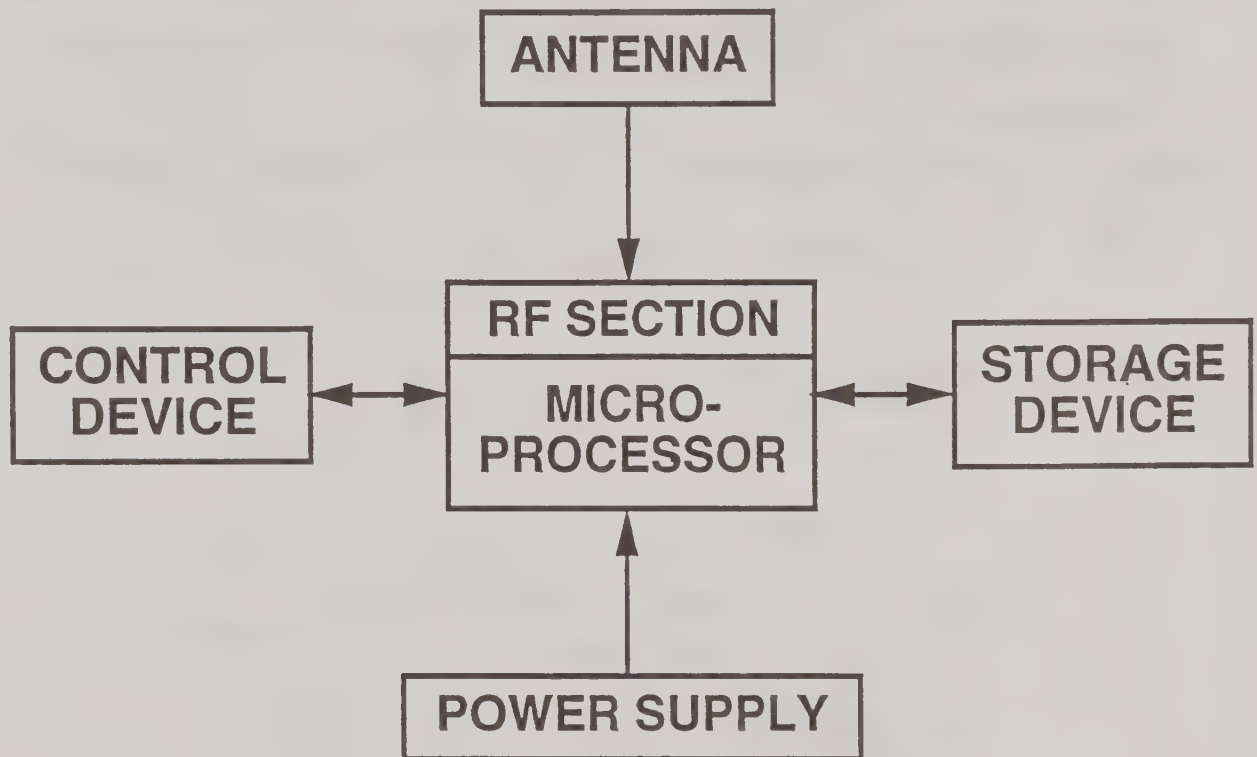 ANTENNA
RF SECTION
CONTROL
DEVICE
MICRO-
PROCESSOR
STORAGE
DEVICE
POWER SUPPLY